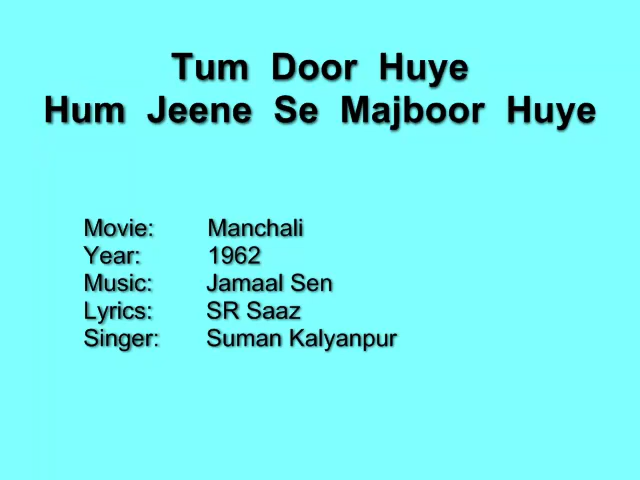 Tum Door Huye
Hum Jeene Se Majboor Huye
Movie: Manchali
Year: 1962
Music: Jamaal Sen
Lyrics: SR Saaz
Singer: Suman Kalyanpur